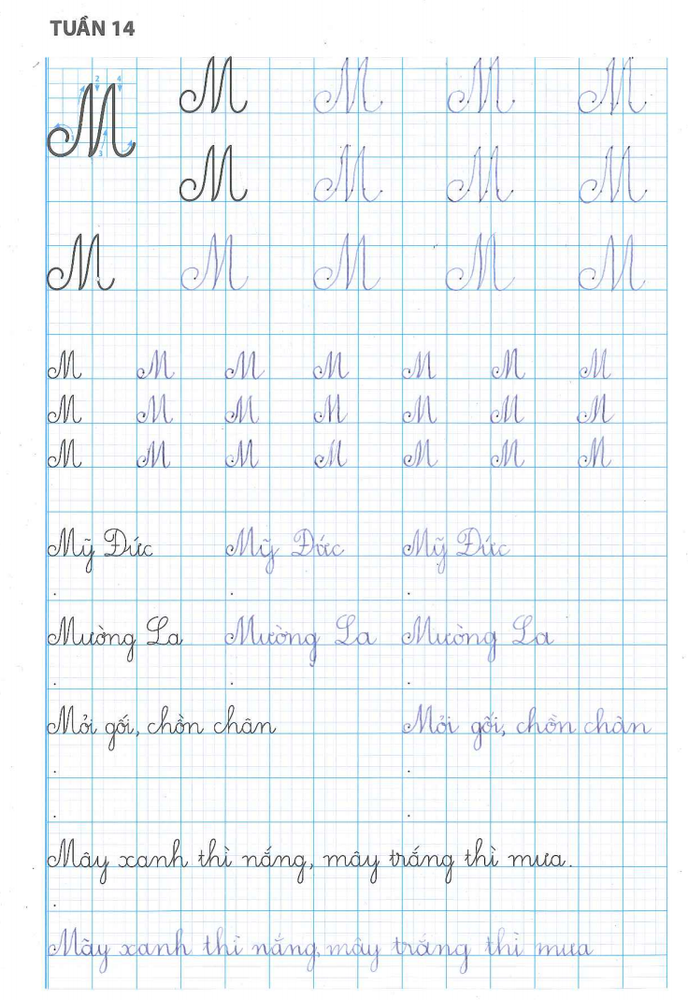 TUẦN 14
2 4
1
3
M M M M M
M M M M
M M M M M
M M M M M M M
M M M M M M M
M M M M M M M
Mỹ Đức Mỹ Đức Mỹ Đức
Mường La Mường La Mường La
Mỏi gối, chồn chân Mỏi gối, chồn chân
Mây xanh thì nắng, mây trắng thì mưa.
Mây xanh thì nắng, mây trắng thì mưa